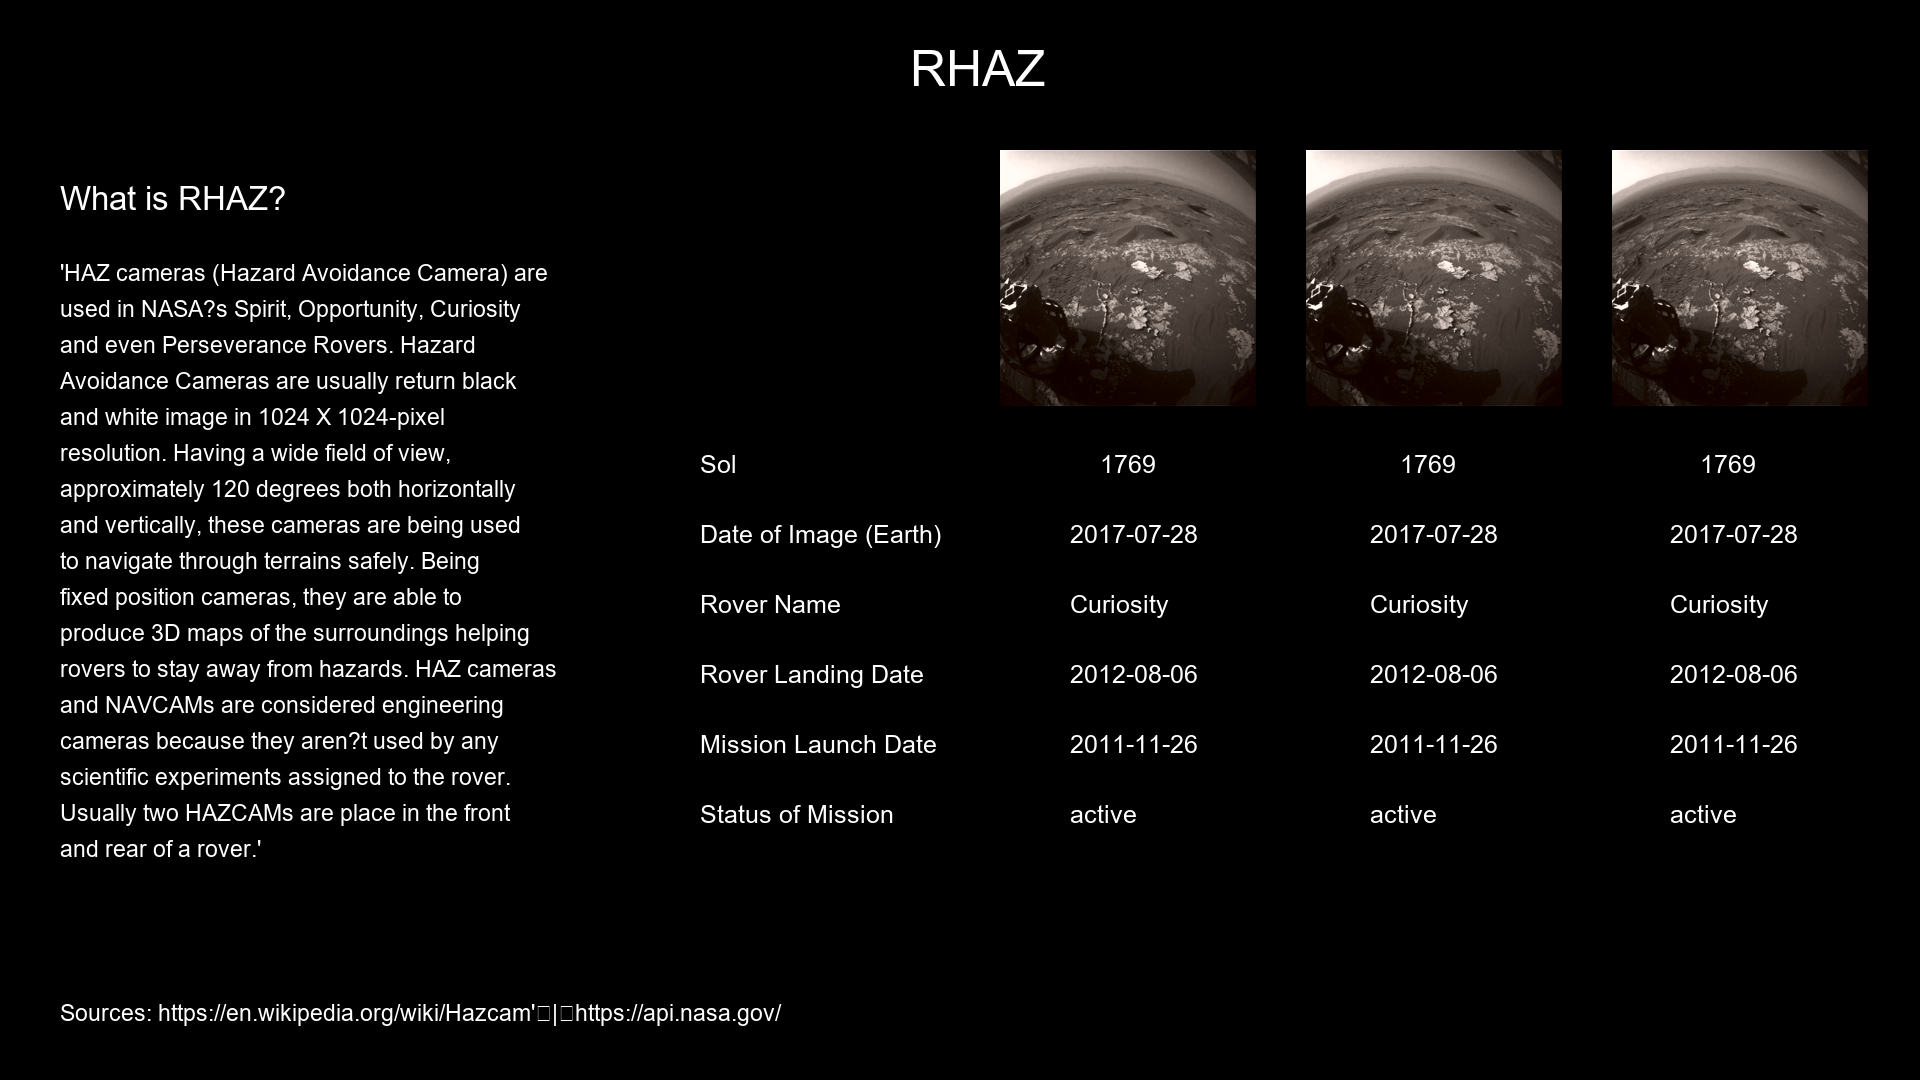 RHAZ
What is RHAZ?
'HAZ cameras (Hazard Avoidance Camera) are
used in NASA?s Spirit, Opportunity, Curiosity
and even Perseverance Rovers. Hazard
Avoidance Cameras are usually return black
and white image in 1024 X 1024-pixel
resolution. Having a wide field of view,
approximately 120 degrees both horizontally
and vertically, these cameras are being used
to navigate through terrains safely. Being
fixed position cameras, they are able to
produce 3D maps of the surroundings helping
rovers to stay away from hazards. HAZ cameras
and NAVCAMs are considered engineering
cameras because they aren?t used by any
scientific experiments assigned to the rover.
Usually two HAZCAMs are place in the front
and rear of a rover.'
Sol 1769 1769 1769
Date of Image (Earth) 2017-07-28 2017-07-28 2017-07-28
Rover Name Curiosity Curiosity Curiosity
Rover Landing Date 2012-08-06 2012-08-06 2012-08-06
Mission Launch Date 2011-11-26 2011-11-26 2011-11-26
Status of Mission active active active
Sources: https://en.wikipedia.org/wiki/Hazcam'□|□https://api.nasa.gov/